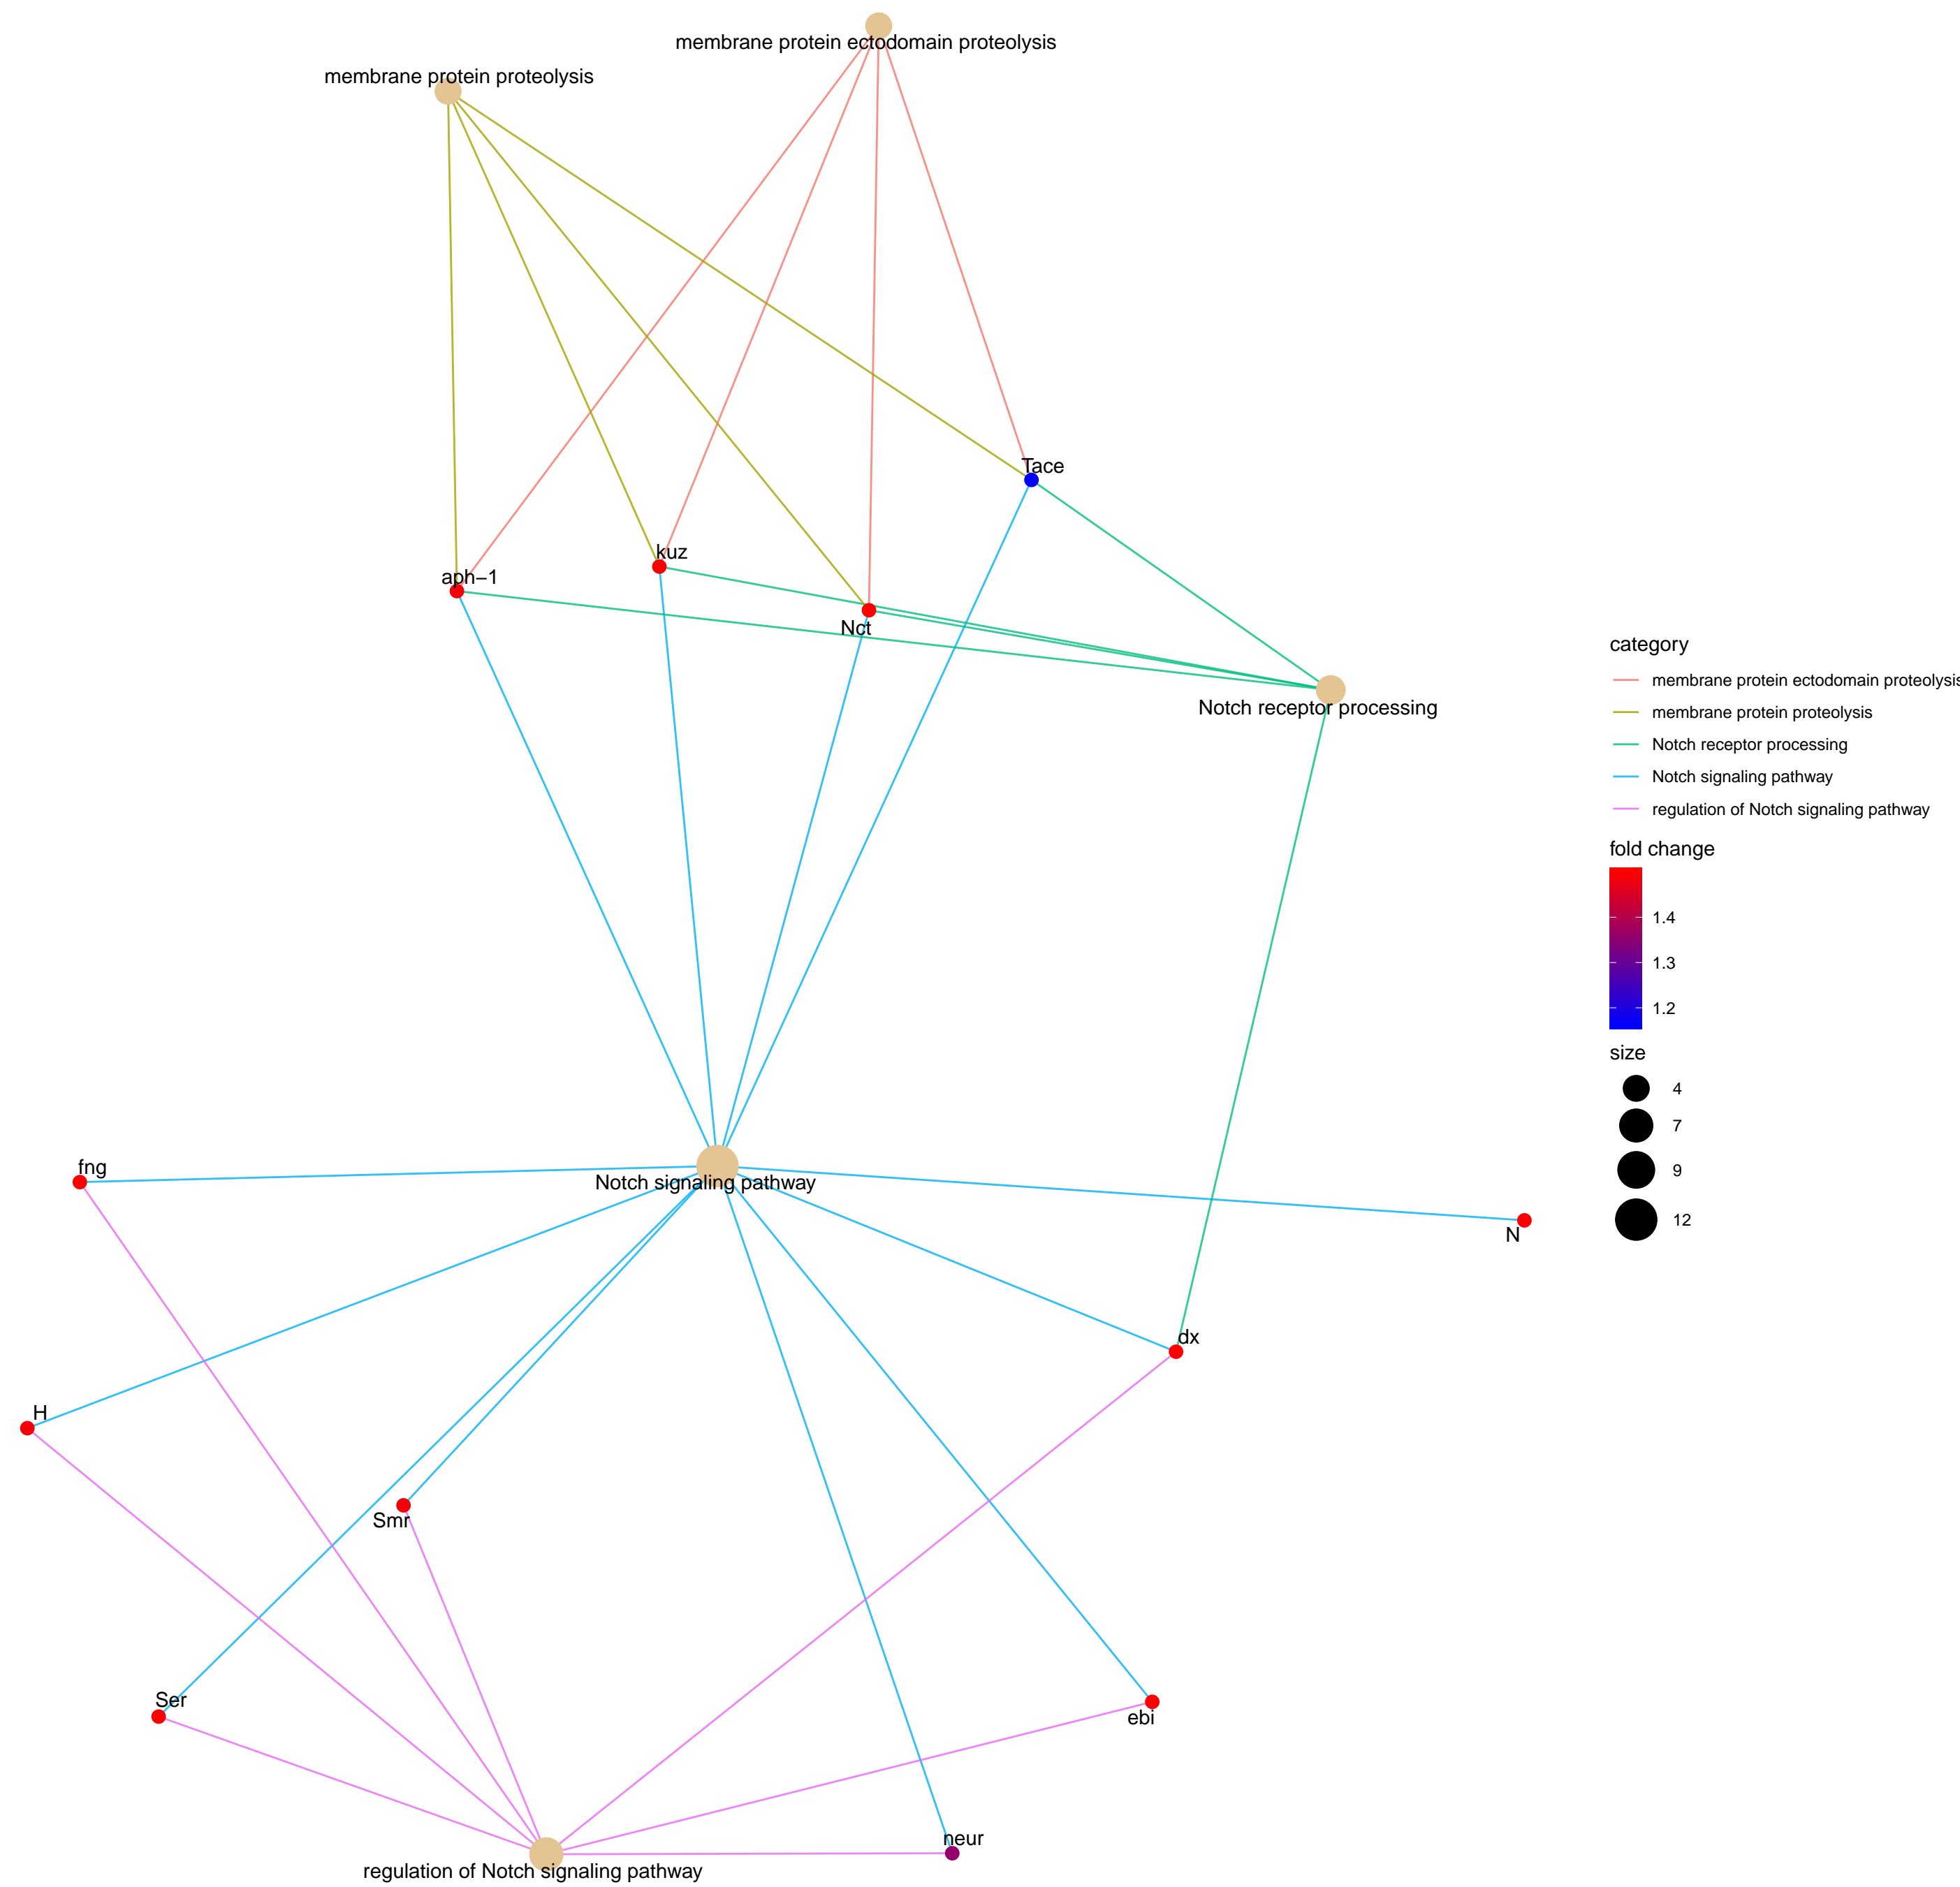 membrane protein ectodomain proteolysis
membrane protein proteolysis
Tace
kuz
aph−1
Nct
Notch receptor processing
category
membrane protein ectodomain proteolysis
membrane protein proteolysis
Notch receptor processing
Notch signaling pathway
regulation of Notch signaling pathway
fold change
1.4
1.3
1.2
size
4
7
9
12
fng
Notch signaling pathway
N
dx
H
Smr
Ser
ebi
neur
regulation of Notch signaling pathway